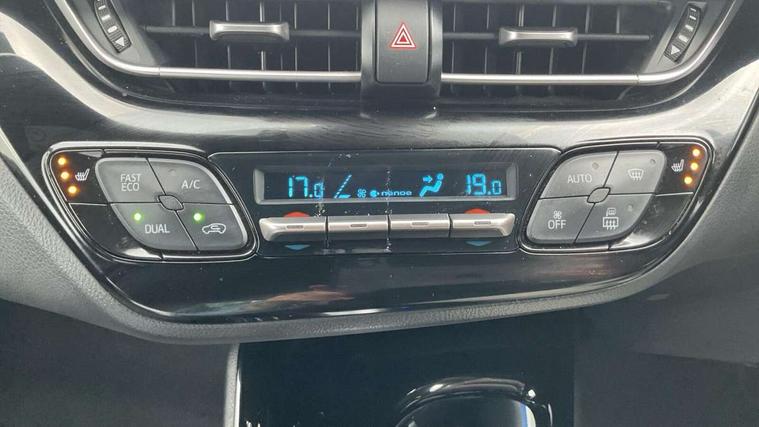 FAST ECO
A/C
DUAL
17.0
nanoe
19.0
AUTO
OFF